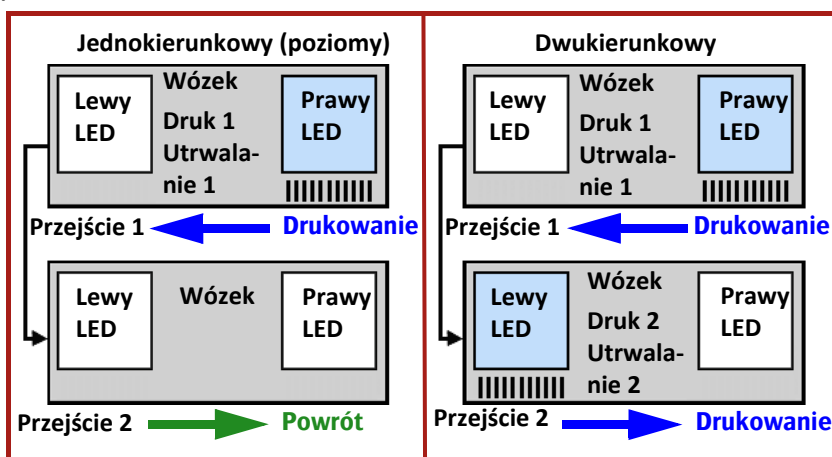 Jednokierunkowy (poziomy)
Lewy
LED
Wózek
Druk 1
Utrwala-
nie 1
Prawy
LED
Przejście 1
Drukowanie
Lewy
LED
Wózek
Prawy
LED
Przejście 2
Powrót
Dwukierunkowy
Lewy
LED
Wózek
Druk 1
Utrwala-
nie 1
Prawy
LED
Przejście 1
Drukowanie
Lewy
LED
Wózek
Druk 2
Utrwala-
nie 2
Prawy
LED
Przejście 2
Drukowanie